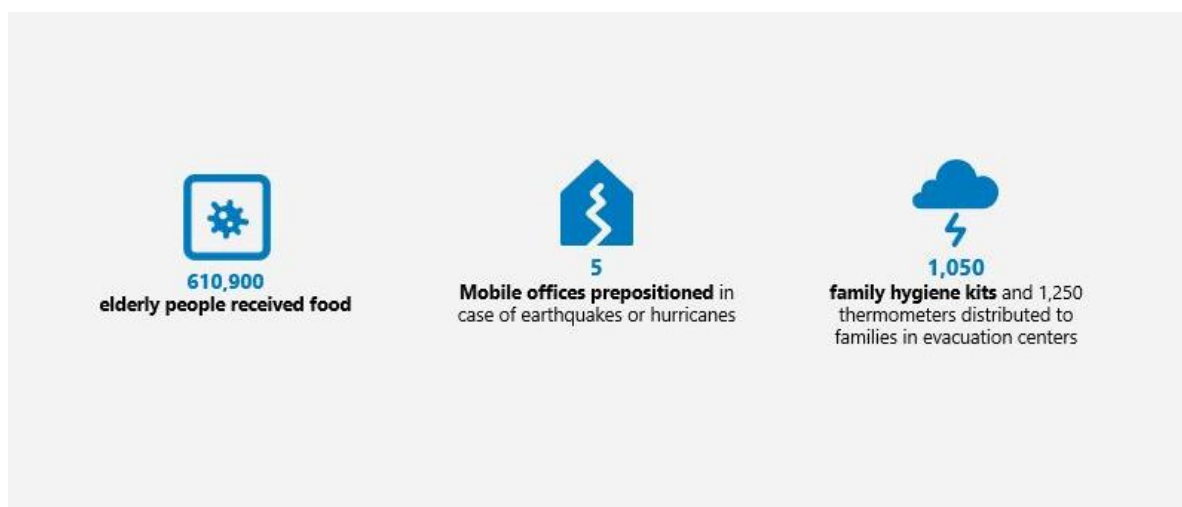 610,900
elderly people received food
5
Mobile offices prepositioned in
case of earthquakes or hurricanes
1,050
family hygiene kits and 1,250
thermometers distributed to
families in evacuation centers